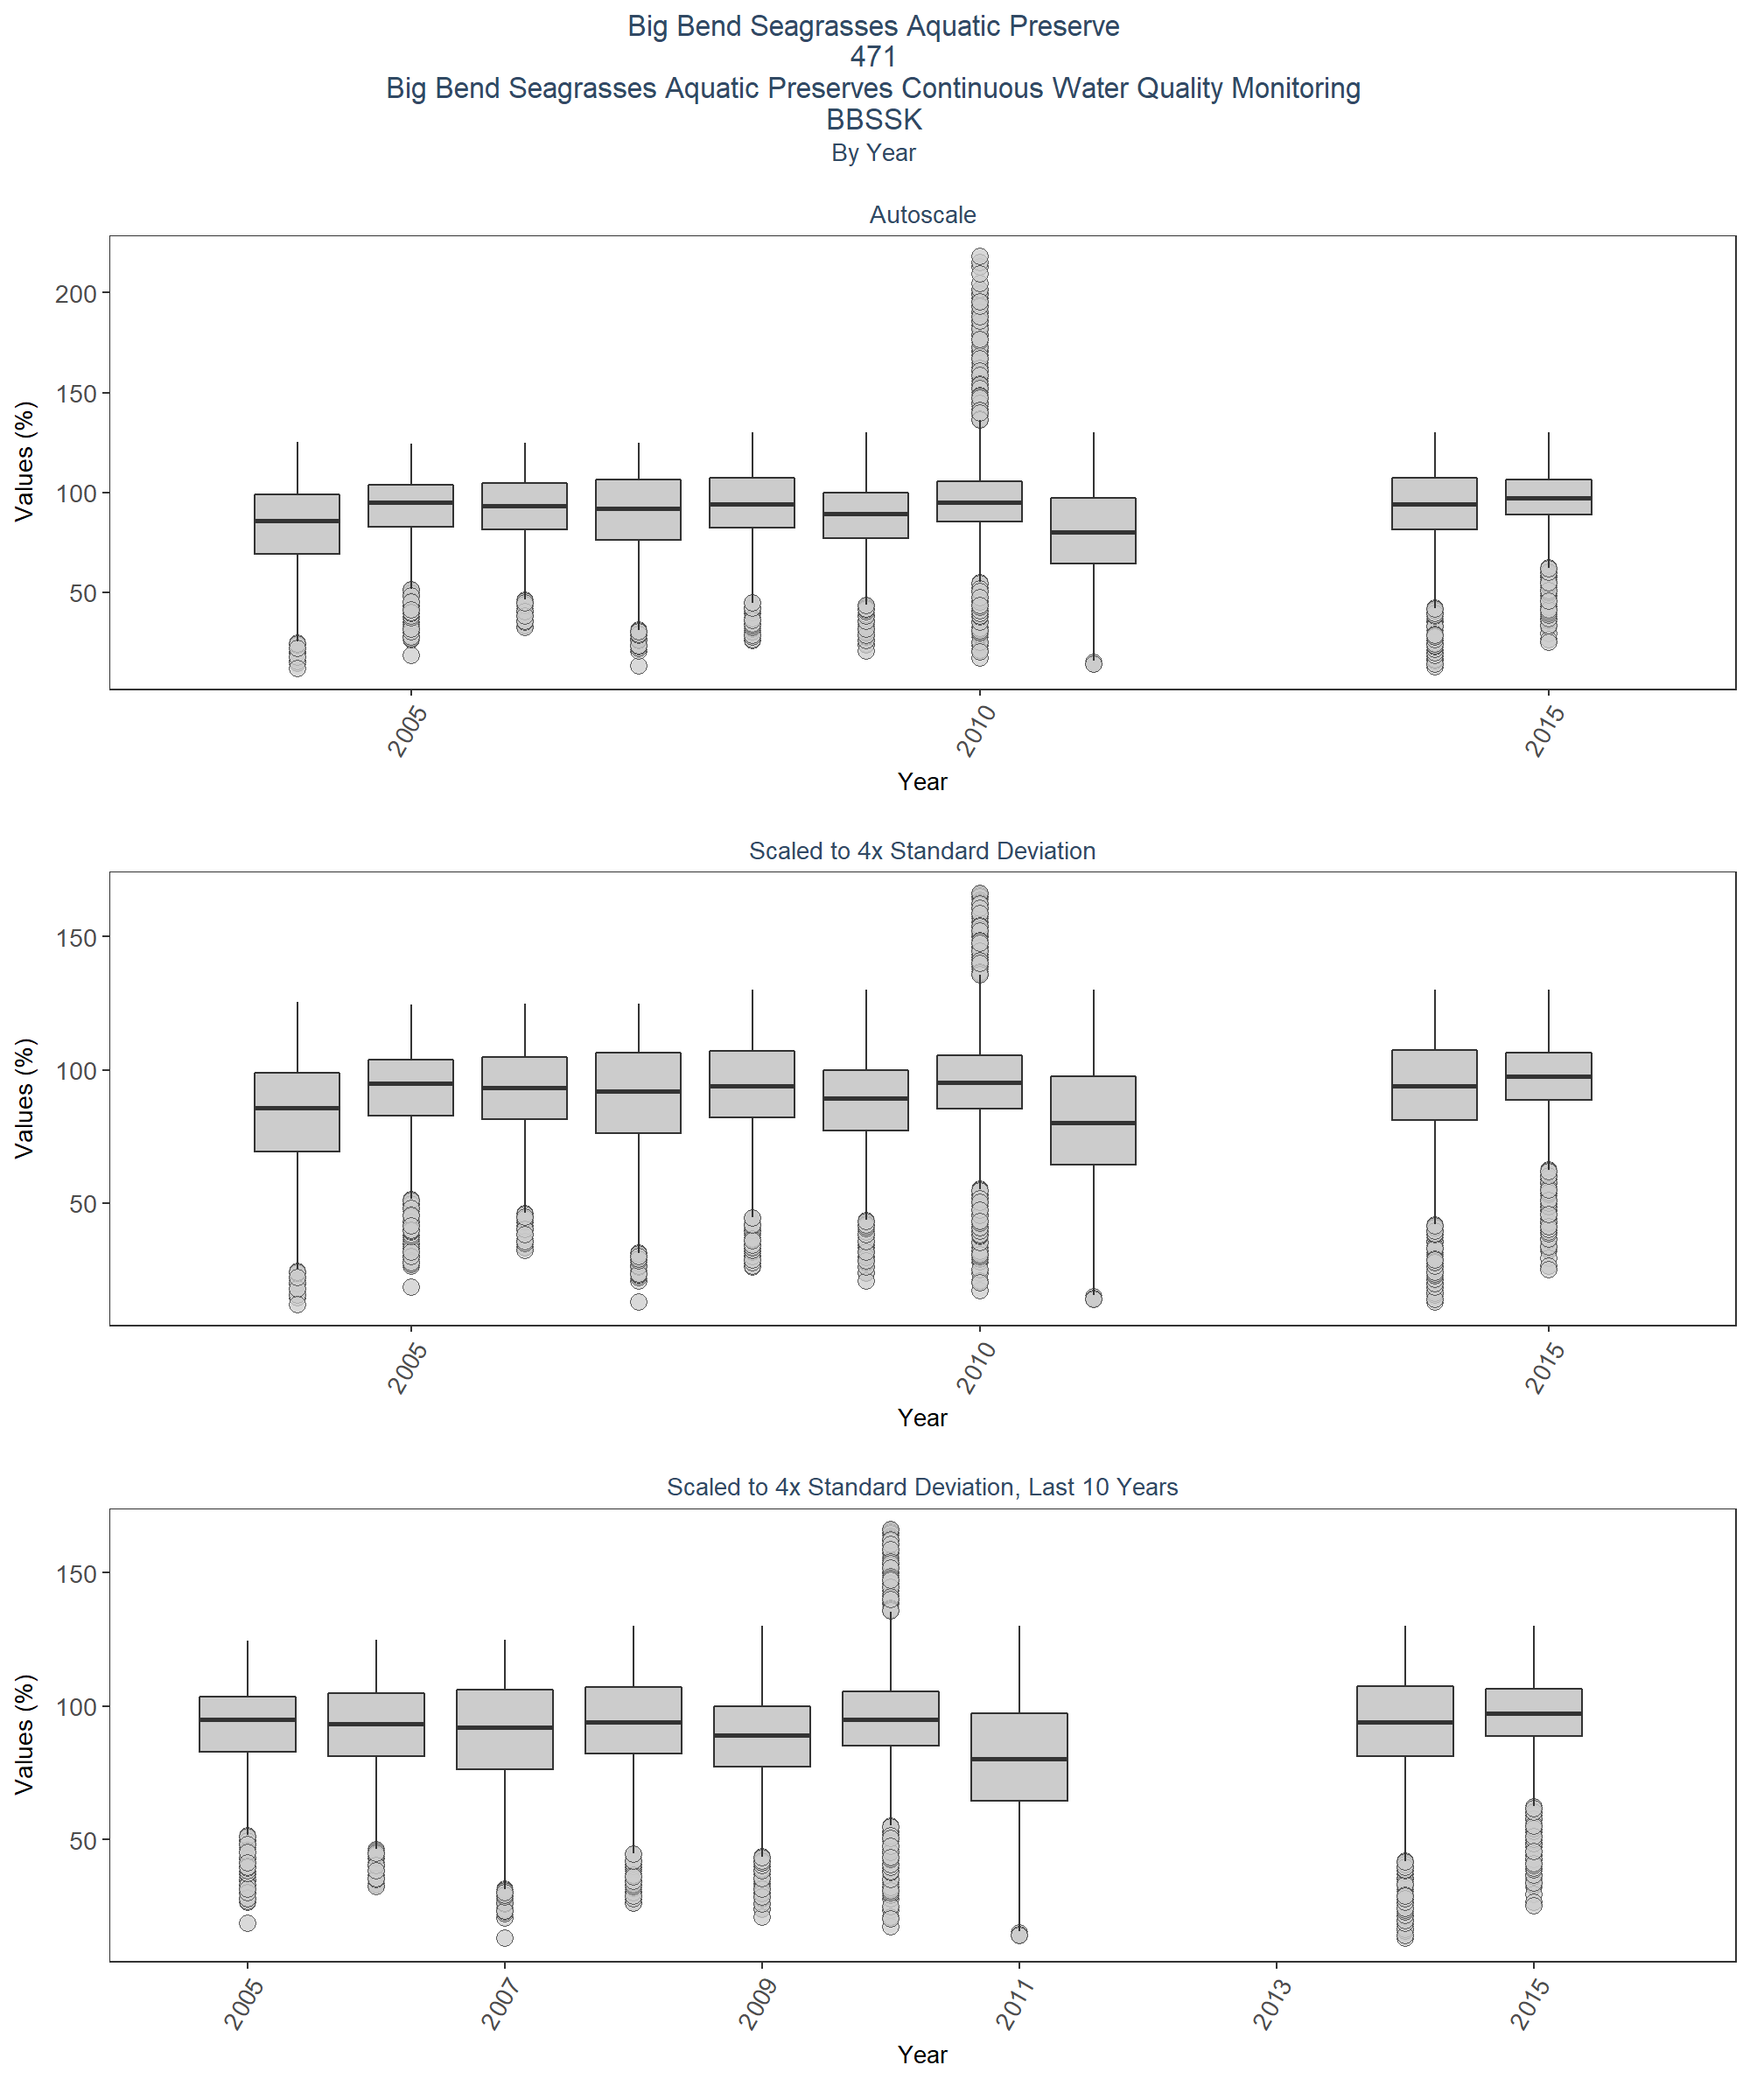 Big Bend Seagrasses Aquatic Preserve
471
Big Bend Seagrasses Aquatic Preserves Continuous Water Quality Monitoring
BBSSK
By Year
Autoscale
Values (%)
200
150
100
50
2005
2010
2015
Year
Scaled to 4x Standard Deviation
Values (%)
150
100
50
2005
2010
2015
Year
Scaled to 4x Standard Deviation, Last 10 Years
Values (%)
150
100
50
2005
2007
2009
2011
2013
2015
Year